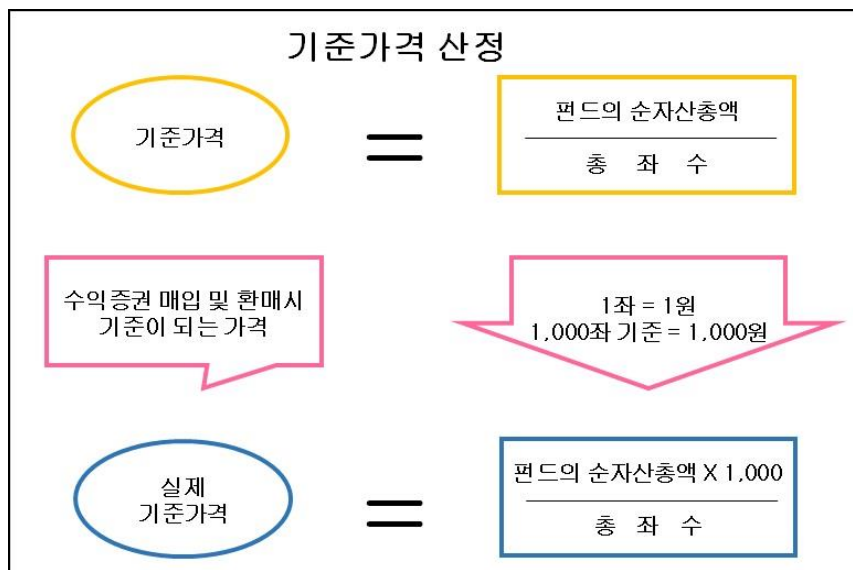 기준가격 산정
기준가격
=
펀드의 순자산총액
총 좌 수
수익증권 매입 및 환매시
기준이 되는 가격
1좌 = 1원
1,000좌 기준 = 1,000원
실제
기준가격
=
펀드의 순자산총액 X 1,000
총 좌 수